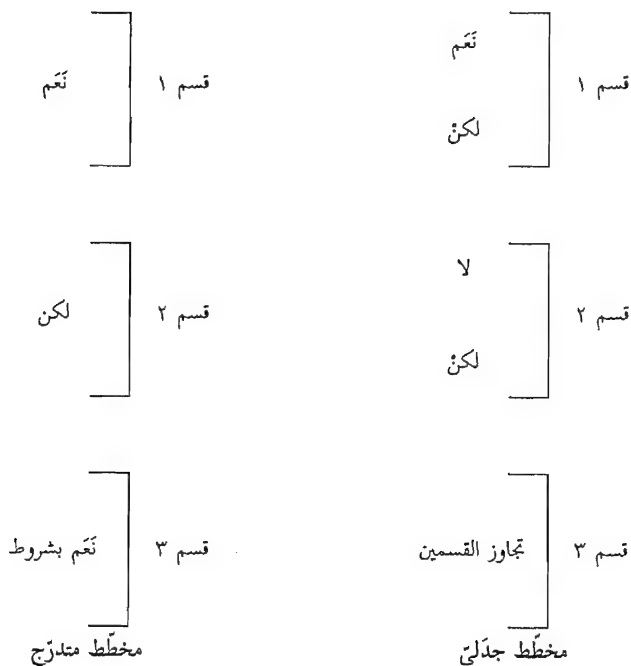 قسم ١
نَعَم
لكنْ
قسم ٢
لا
لكنْ
قسم ٣
تجاوز القسمين
مخطّط جدَليّ
قسم ١
نَعَم
قسم ٢
لكن
قسم ٣
نَعَم بشروط
مخطّط متدرّج